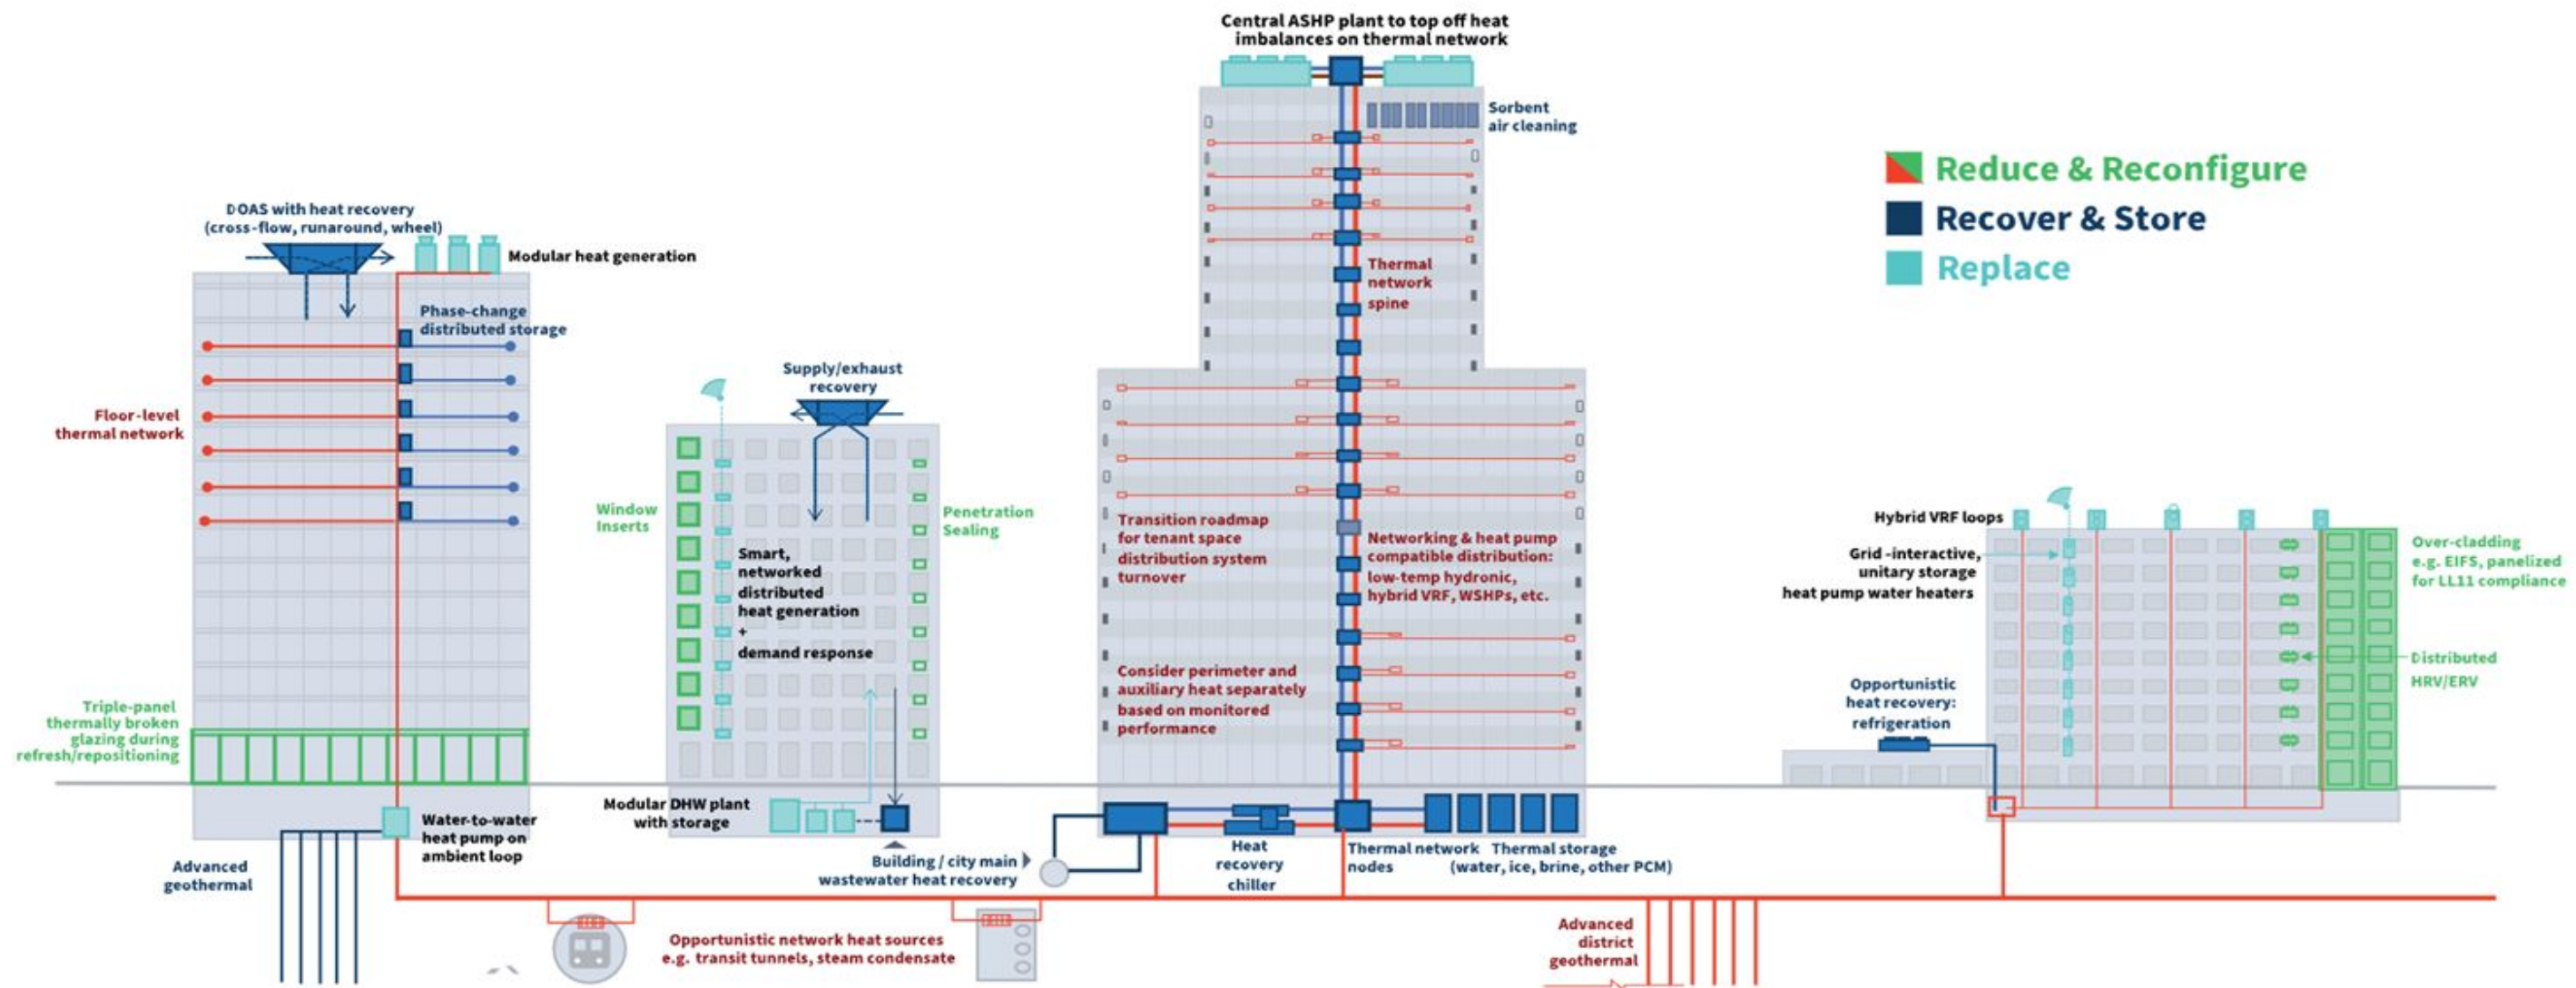 Central ASHP plant to top off heat
imbalances on thermal network
Sorbent
air cleaning
Reduce & Reconfigure
Recover & Store
Replace
DOAS with heat recovery
(cross-flow, runaround, wheel)
Modular heat generation
Phase-change
distributed storage
Floor-level
thermal network
Triple-panel
thermally broken
glazing during
refresh/repositioning
Water-to-water
heat pump on
ambient loop
Advanced
geothermal
Supply/exhaust
recovery
Window
Inserts
Penetration
Sealing
Smart,
networked
distributed
heat generation
+
demand response
Modular DHW plant
with storage
Building / city main
wastewater heat recovery
Opportunistic network heat sources
e.g. transit tunnels, steam condensate
Thermal
network
spine
Transition roadmap
for tenant space
distribution system
turnover
Networking & heat pump
compatible distribution:
low-temp hydronic,
hybrid VRF, WSHPs, etc.
Consider perimeter and
auxiliary heat separately
based on monitored
performance
Heat
recovery
chiller
Thermal network
nodes
Thermal storage
(water, ice, brine, other PCM)
Advanced
district
geothermal
Hybrid VRF loops
Grid -interactive,
unitary storage
heat pump water heaters
Opportunistic
heat recovery:
refrigeration
Over-cladding
e.g. EIFS, panelized
for LL11 compliance
Distributed
HRV/ERV